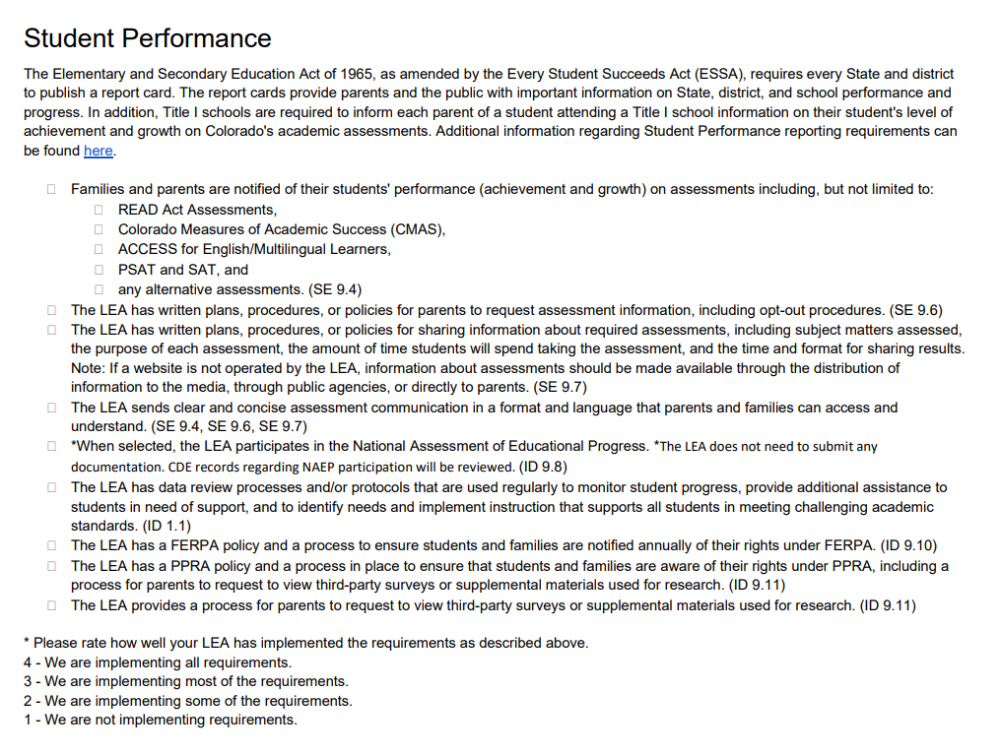 Student Performance
The Elementary and Secondary Education Act of 1965, as amended by the Every Student Succeeds Act (ESSA), requires every State and district
to publish a report card. The report cards provide parents and the public with important information on State, district, and school performance and
progress. In addition, Title I schools are required to inform each parent of a student attending a Title I school information on their student's level of
achievement and growth on Colorado's academic assessments. Additional information regarding Student Performance reporting requirements can
be found here.
Families and parents are notified of their students' performance (achievement and growth) on assessments including, but not limited to:
READ Act Assessments,
Colorado Measures of Academic Success (CMAS),
ACCESS for English/Multilingual Learners,
PSAT and SAT, and
any alternative assessments. (SE 9.4)
The LEA has written plans, procedures, or policies for parents to request assessment information, including opt-out procedures. (SE 9.6)
The LEA has written plans, procedures, or policies for sharing information about required assessments, including subject matters assessed,
the purpose of each assessment, the amount of time students will spend taking the assessment, and the time and format for sharing results.
Note: If a website is not operated by the LEA, information about assessments should be made available through the distribution of
information to the media, through public agencies, or directly to parents. (SE 9.7)
The LEA sends clear and concise assessment communication in a format and language that parents and families can access and
understand. (SE 9.4, SE 9.6, SE 9.7)
*When selected, the LEA participates in the National Assessment of Educational Progress. *The LEA does not need to submit any
documentation. CDE records regarding NAEP participation will be reviewed. (ID 9.8)
The LEA has data review processes and/or protocols that are used regularly to monitor student progress, provide additional assistance to
students in need of support, and to identify needs and implement instruction that supports all students in meeting challenging academic
standards. (ID 1.1)
The LEA has a FERPA policy and a process to ensure students and families are notified annually of their rights under FERPA. (ID 9.10)
The LEA has a PPRA policy and a process in place to ensure that students and families are aware of their rights under PPRA, including a
process for parents to request to view third-party surveys or supplemental materials used for research. (ID 9.11)
The LEA provides a process for parents to request to view third-party surveys or supplemental materials used for research. (ID 9.11)
* Please rate how well your LEA has implemented the requirements as described above.
4 - We are implementing all requirements.
3 - We are implementing most of the requirements.
2 - We are implementing some of the requirements.
1 - We are not implementing requirements.